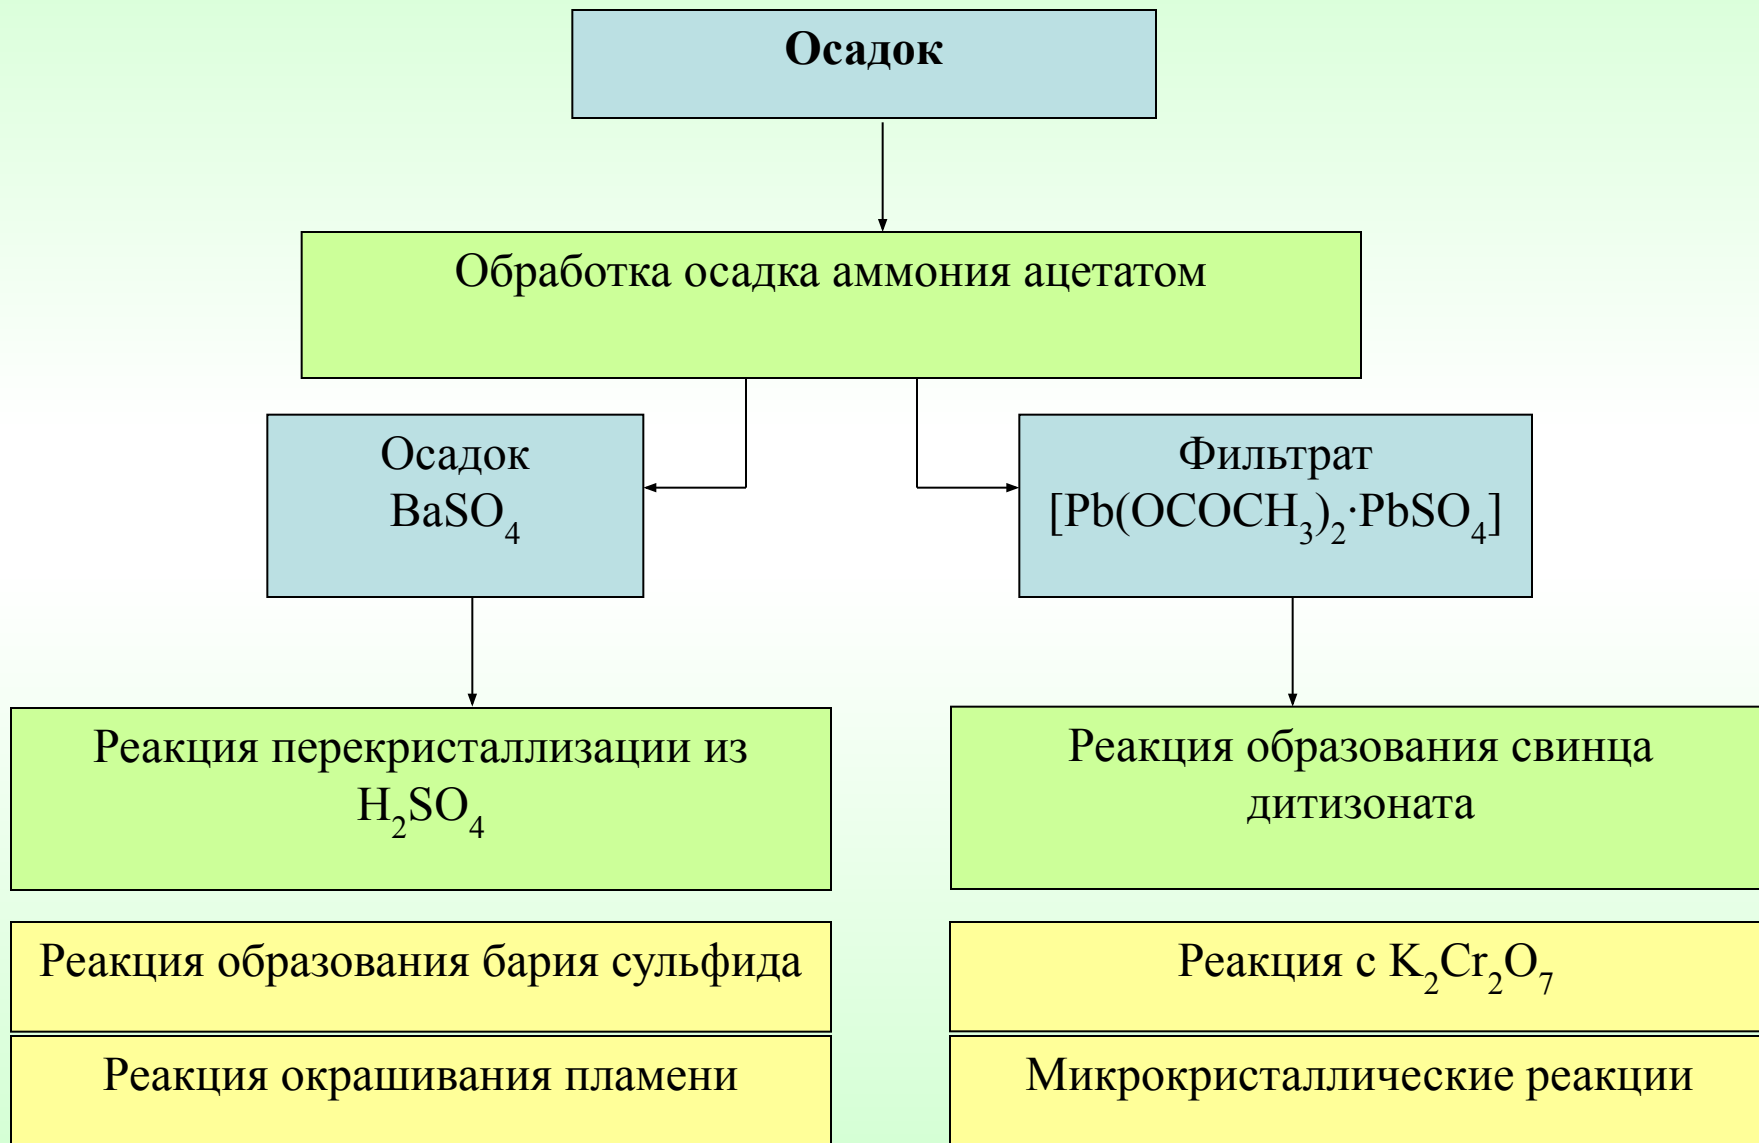 Осадок
Обработка осадка аммония ацетатом
Осадок
BaSO₄
Фильтрат
[Pb(OCOCH₃)₂·PbSO₄]
Реакция перекристаллизации из
H₂SO₄
Реакция образования свинца
дитизоната
Реакция образования бария сульфида
Реакция с K₂Cr₂O₇
Реакция окрашивания пламени
Микрокристаллические реакции